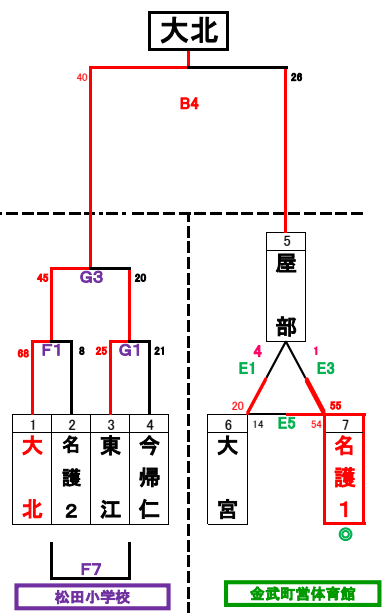 大北
40
26
B4
5
屋部
45
G3
20
68
F1
8
25
G1
21
4
1
E1
E3
20
55
14
E5
54
1
大北
2
名護2
3
東江
4
今帰仁
6
大宮
7
名護1
◎
F7
松田小学校
金武町営体育館